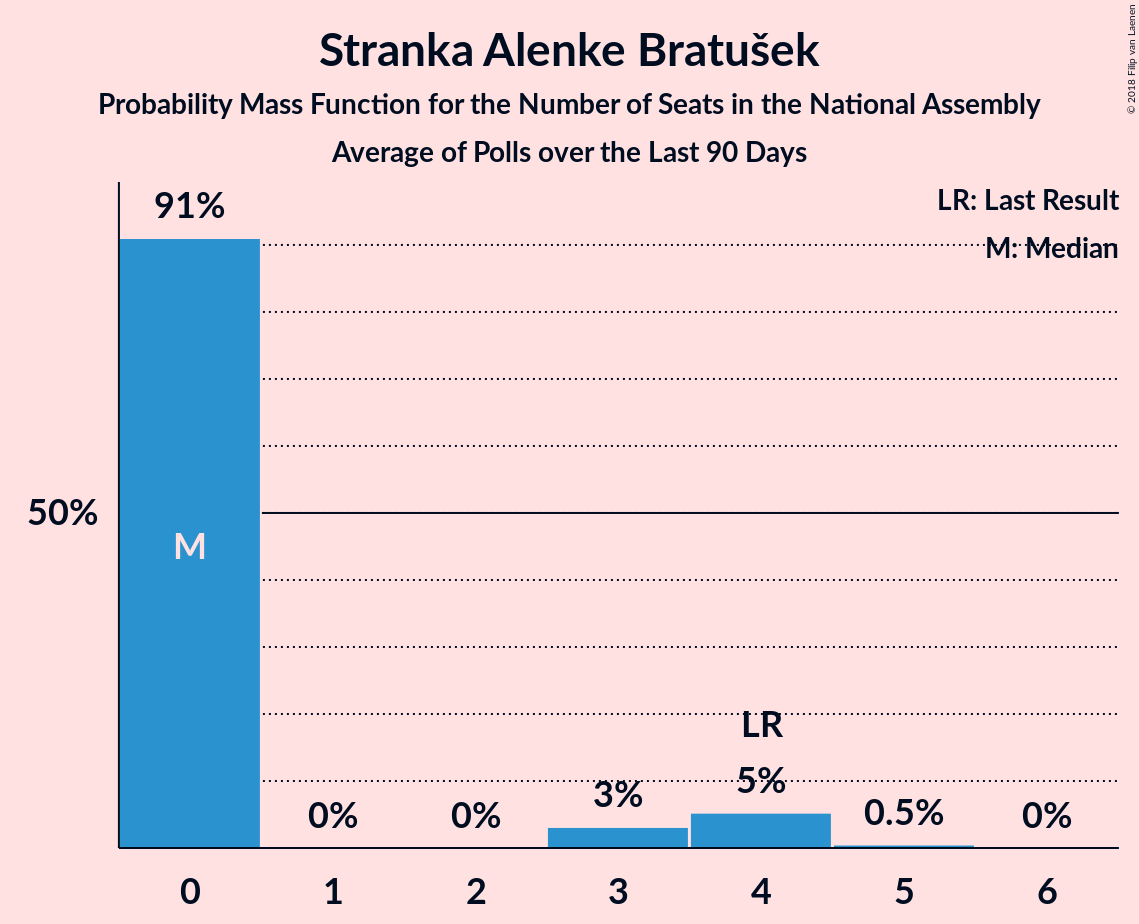 Stranka Alenke Bratušek
Probability Mass Function for the Number of Seats in the National Assembly
Average of Polls over the Last 90 Days
© 2018 Filip van Laenen
LR: Last Result
M: Median
91%
50%
M
LR
0%
0%
3%
5%
0.5%
0%
0
1
2
3
4
5
6